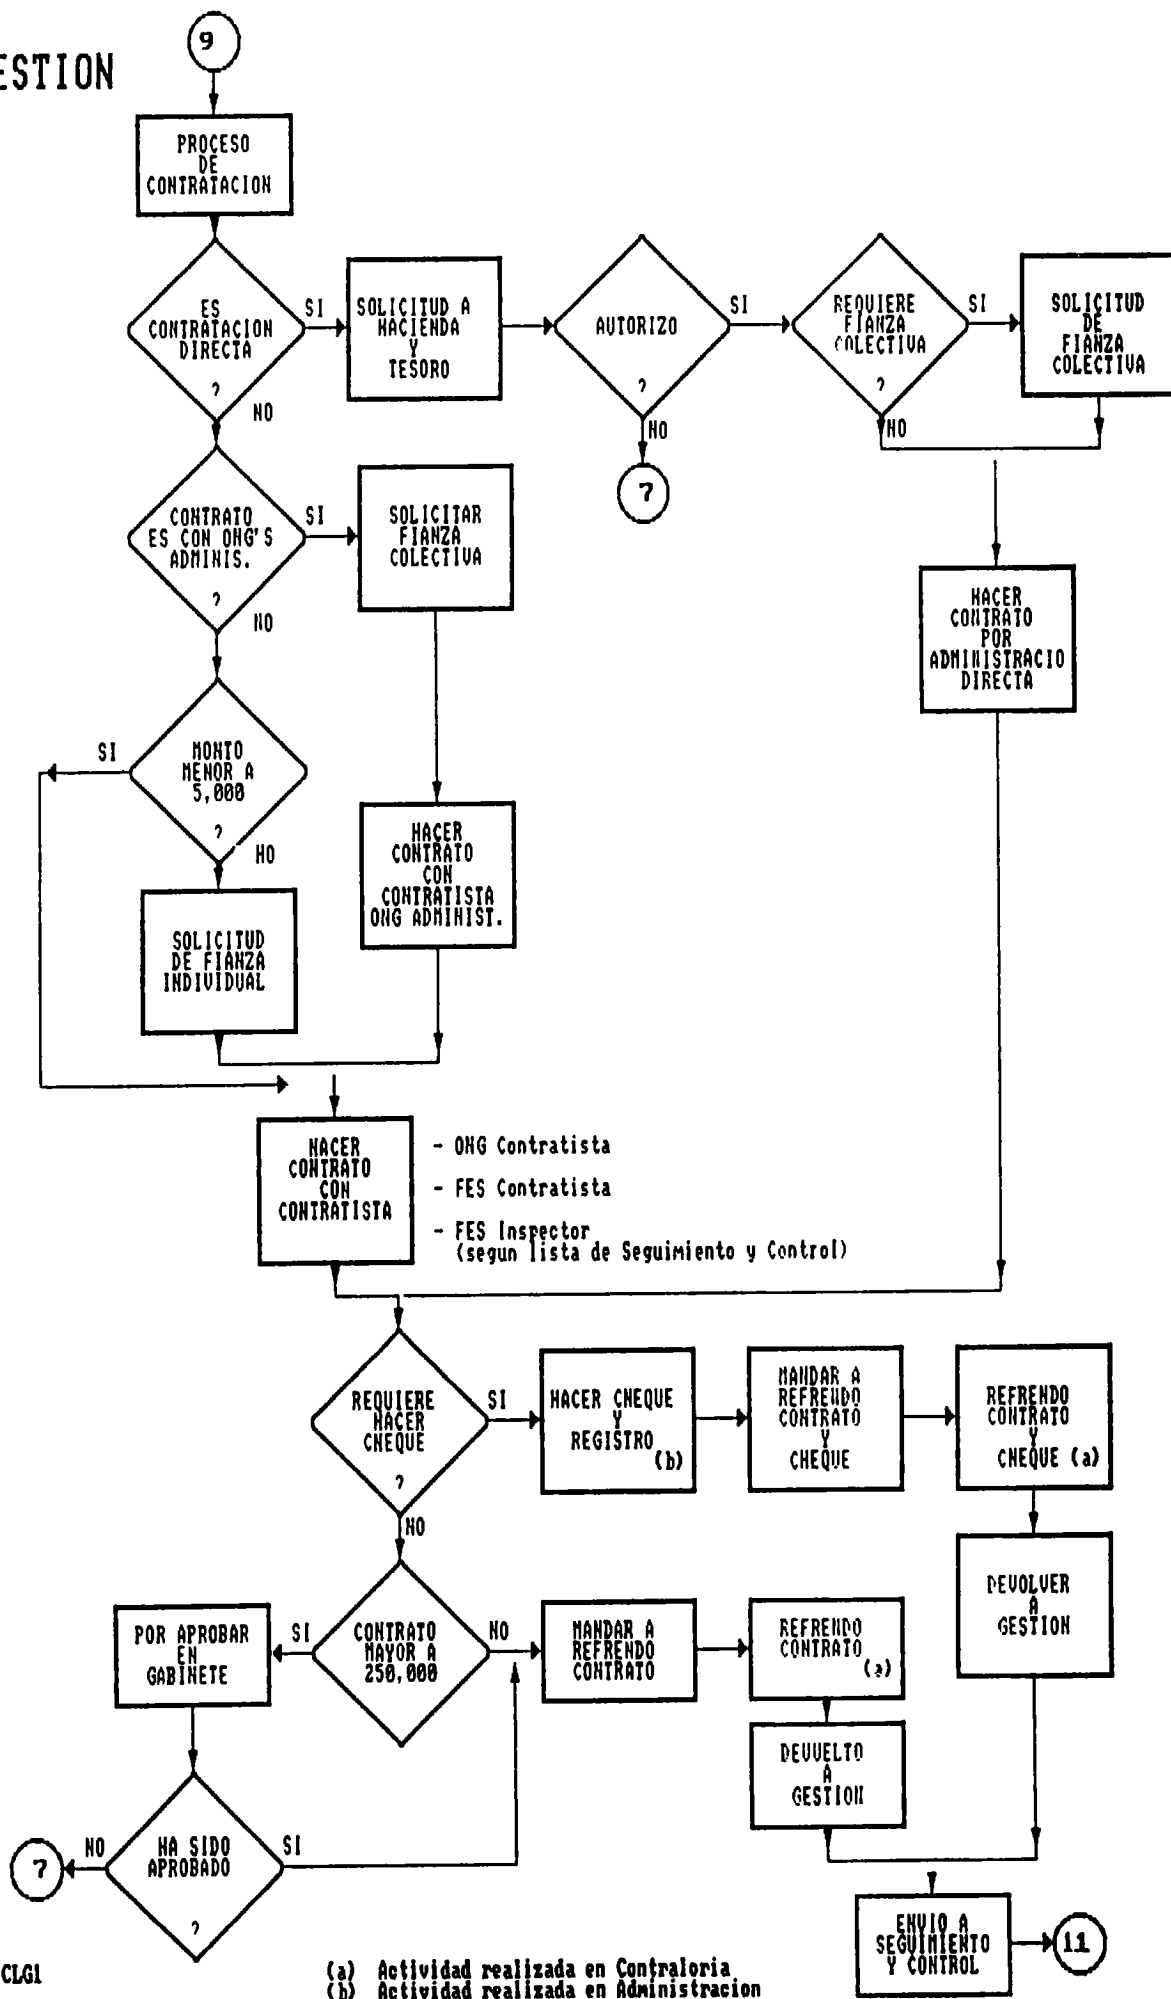 9
ESTION
PROCESO
DE
CONTRATACION
ES
CONTRATACION
DIRECTA
?
SI
NO
SOLICITUD A
HACIENDA
Y
TESORO
AUTORIZO
?
SI
NO
7
REQUIERE
FIANZA
COLECTIVA
?
SI
NO
SOLICITUD
DE
FIANZA
COLECTIVA
CONTRATO
ES CON ONG'S
ADMINIS.
?
SI
NO
SOLICITAR
FIANZA
COLECTIVA
HACER
CONTRATO
POR
ADMINISTRACIO
DIRECTA
SI
MONTO
MENOR A
5,000
?
NO
HACER
CONTRATO
CON
CONTRATISTA
ONG ADMINIST.
SOLICITUD
DE FIANZA
INDIVIDUAL
HACER
CONTRATO
CON
CONTRATISTA
- ONG Contratista
- FES Contratista
- FES Inspector
(segun lista de Seguimiento y Control)
REQUIERE
HACER
CHEQUE
?
SI
NO
HACER CHEQUE
Y
REGISTRO
(b)
MANDAR A
REFRENDO
CONTRATO
Y
CHEQUE
REFRENDO
CONTRATO
Y
CHEQUE (a)
DEVOLVER
A
GESTION
POR APROBAR
EN
GABINETE
SI
CONTRATO
MAYOR A
250,000
NO
MANDAR A
REFRENDO
CONTRATO
REFRENDO
CONTRATO
(a)
DEVUELTO
A
GESTION
7
NO
HA SIDO
APROBADO
?
SI
ENVIO A
SEGUIMIENTO
Y CONTROL
11
CLG1
(a) Actividad realizada en Contraloria
(b) Actividad realizada en Administracion